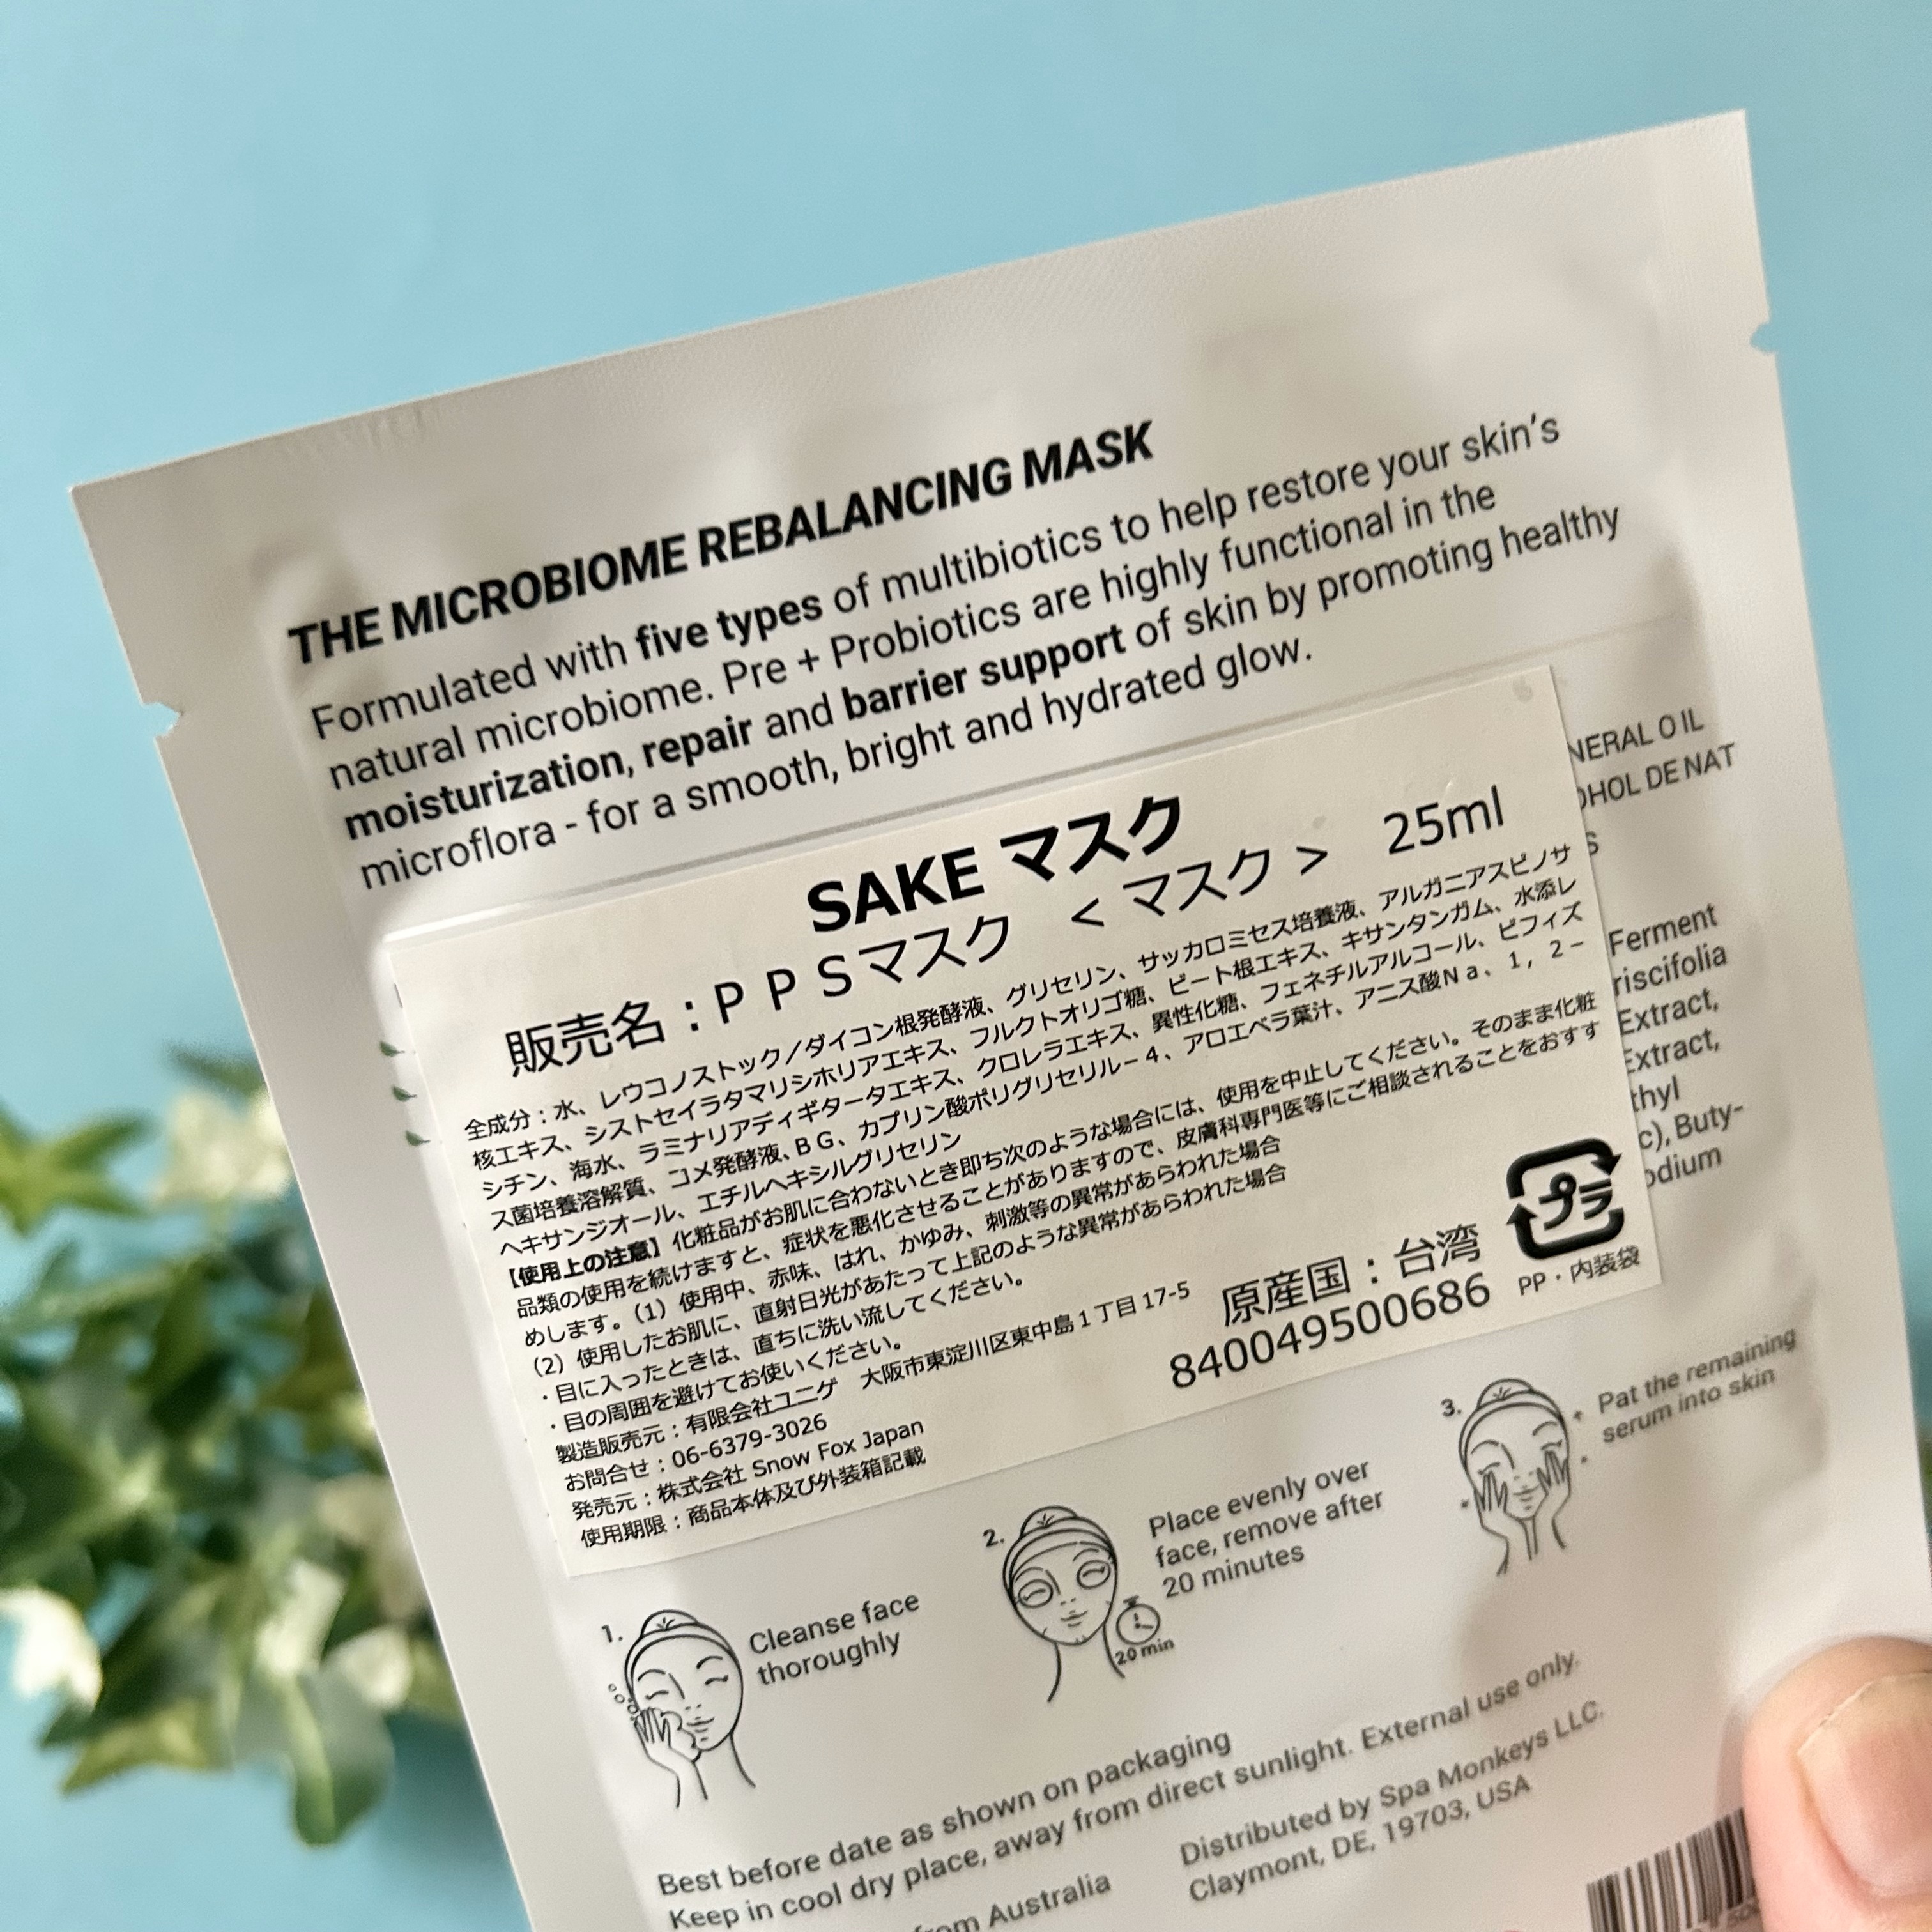 THE MICROBIOME REBALANCING MASK
Formulated with five types of multibiotics to help restore your skin's
natural microbiome. Pre + Probiotics are highly functional in the
moisturization, repair and barrier support of skin by promoting healthy
microflora - for a smooth, bright and hydrated glow.
NERAL OIL
OHOL DENAT
S
SAKE マスク
販売名：ＰＰＳマスク ＜マスク＞ 25ml
全成分：水、レウコノストック／ダイコン根発酵液、グリセリン、サッカロミセス培養液、アルガニアスピノサ
核エキス、シストセイラタマリシホリアエキス、フルクトオリゴ糖、ビート根エキス、キサンタンガム、水添レ
シチン、海水、ラミナリアディギタータエキス、クロレラエキス、異性化糖、フェネチルアルコール、ビフィズ
ス菌培養溶解質、コメ発酵液、ＢＧ、カプリン酸ポリグリセリル－４、アロエベラ葉汁、アニス酸Ｎａ、１，２－
ヘキサンジオール、エチルヘキシルグリセリン
【使用上の注意】化粧品がお肌に合わないとき即ち次のような場合には、使用を中止してください。そのまま化粧
品類の使用を続けますと、症状を悪化させることがありますので、皮膚科専門医等にご相談されることをおすす
めします。（1）使用中、赤味、はれ、かゆみ、刺激等の異常があらわれた場合
（2）使用したお肌に、直射日光があたって上記のような異常があらわれた場合
・目に入ったときは、直ちに洗い流してください。
・目の周囲を避けてお使いください。
製造販売元：有限会社ユニゲ 大阪市東淀川区東中島１丁目 17-5
お問合せ：06-6379-3026
発売元：株式会社 Snow Fox Japan
使用期限：商品本体及び外装箱記載
原産国：台湾
840049500686
プラ
PP・内装袋
Ferment
riscifolia
Extract,
Extract,
thyl
c), Buty-
odium
1.
Cleanse face
thoroughly
2.
Place evenly over
face, remove after
20 minutes
20 min
3.
Pat the remaining
serum into skin
Best before date as shown on packaging
Keep in cool dry place, away from direct sunlight. External use only.
from Australia
Distributed by Spa Monkeys LLC.
Claymont, DE, 19703, USA